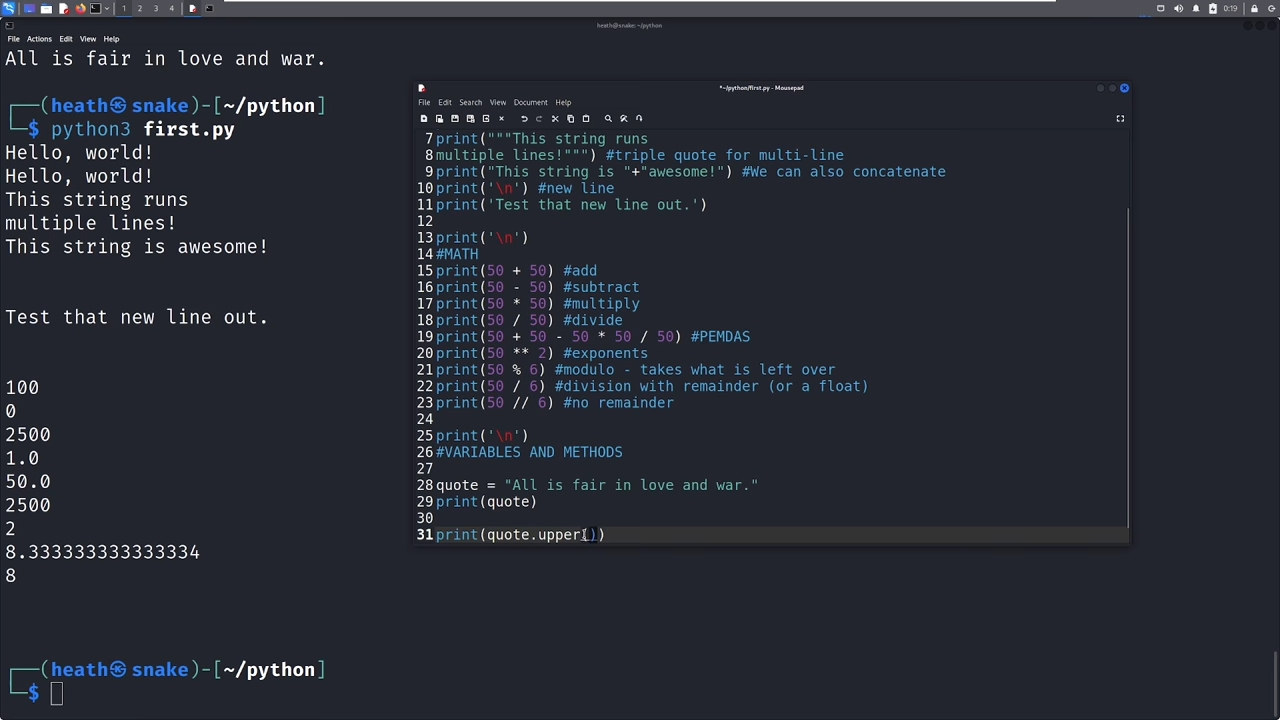 1 2 3 4
0:19
heath@snake: ~/python
File Actions Edit View Help
All is fair in love and war.
┌──(heath㉿snake)-[~/python]
└─$ python3 first.py
Hello, world!
Hello, world!
This string runs
multiple lines!
This string is awesome!
Test that new line out.
100
0
2500
1.0
50.0
2500
2
8.333333333333334
8
┌──(heath㉿snake)-[~/python]
└─$
*~/python/first.py - Mousepad
File Edit Search View Document Help
7 print("""This string runs
8 multiple lines!""") #triple quote for multi-line
9 print("This string is "+"awesome!") #We can also concatenate
10 print('\n') #new line
11 print('Test that new line out.')
12
13 print('\n')
14 #MATH
15 print(50 + 50) #add
16 print(50 - 50) #subtract
17 print(50 * 50) #multiply
18 print(50 / 50) #divide
19 print(50 + 50 - 50 * 50 / 50) #PEMDAS
20 print(50 ** 2) #exponents
21 print(50 % 6) #modulo - takes what is left over
22 print(50 / 6) #division with remainder (or a float)
23 print(50 // 6) #no remainder
24
25 print('\n')
26 #VARIABLES AND METHODS
27
28 quote = "All is fair in love and war."
29 print(quote)
30
31 print(quote.upper())